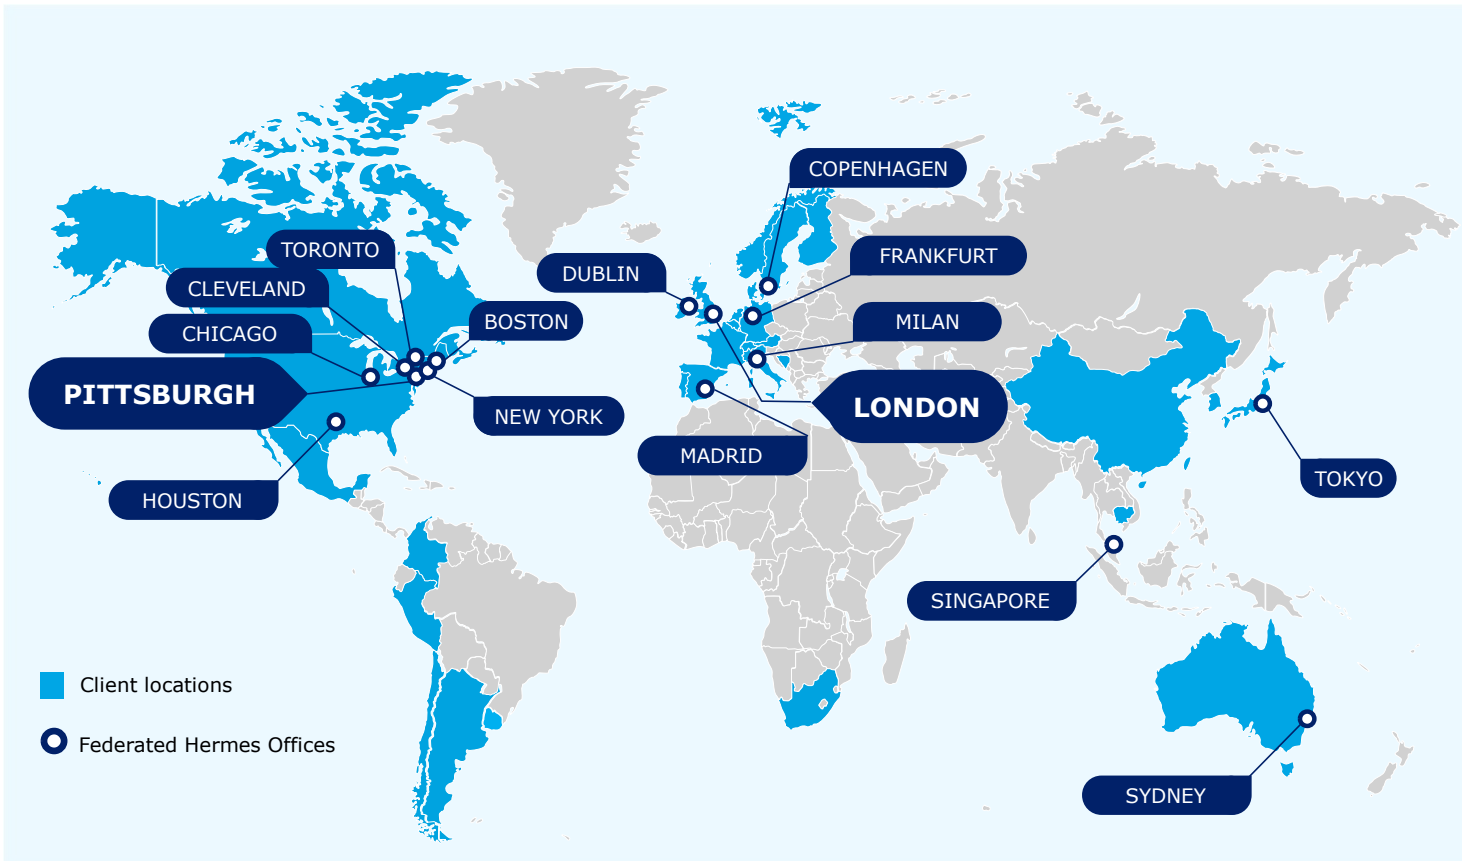 COPENHAGEN
TORONTO
FRANKFURT
DUBLIN
CLEVELAND
BOSTON
MILAN
CHICAGO
PITTSBURGH
LONDON
NEW YORK
MADRID
TOKYO
HOUSTON
SINGAPORE
Client locations
Federated Hermes Offices
SYDNEY